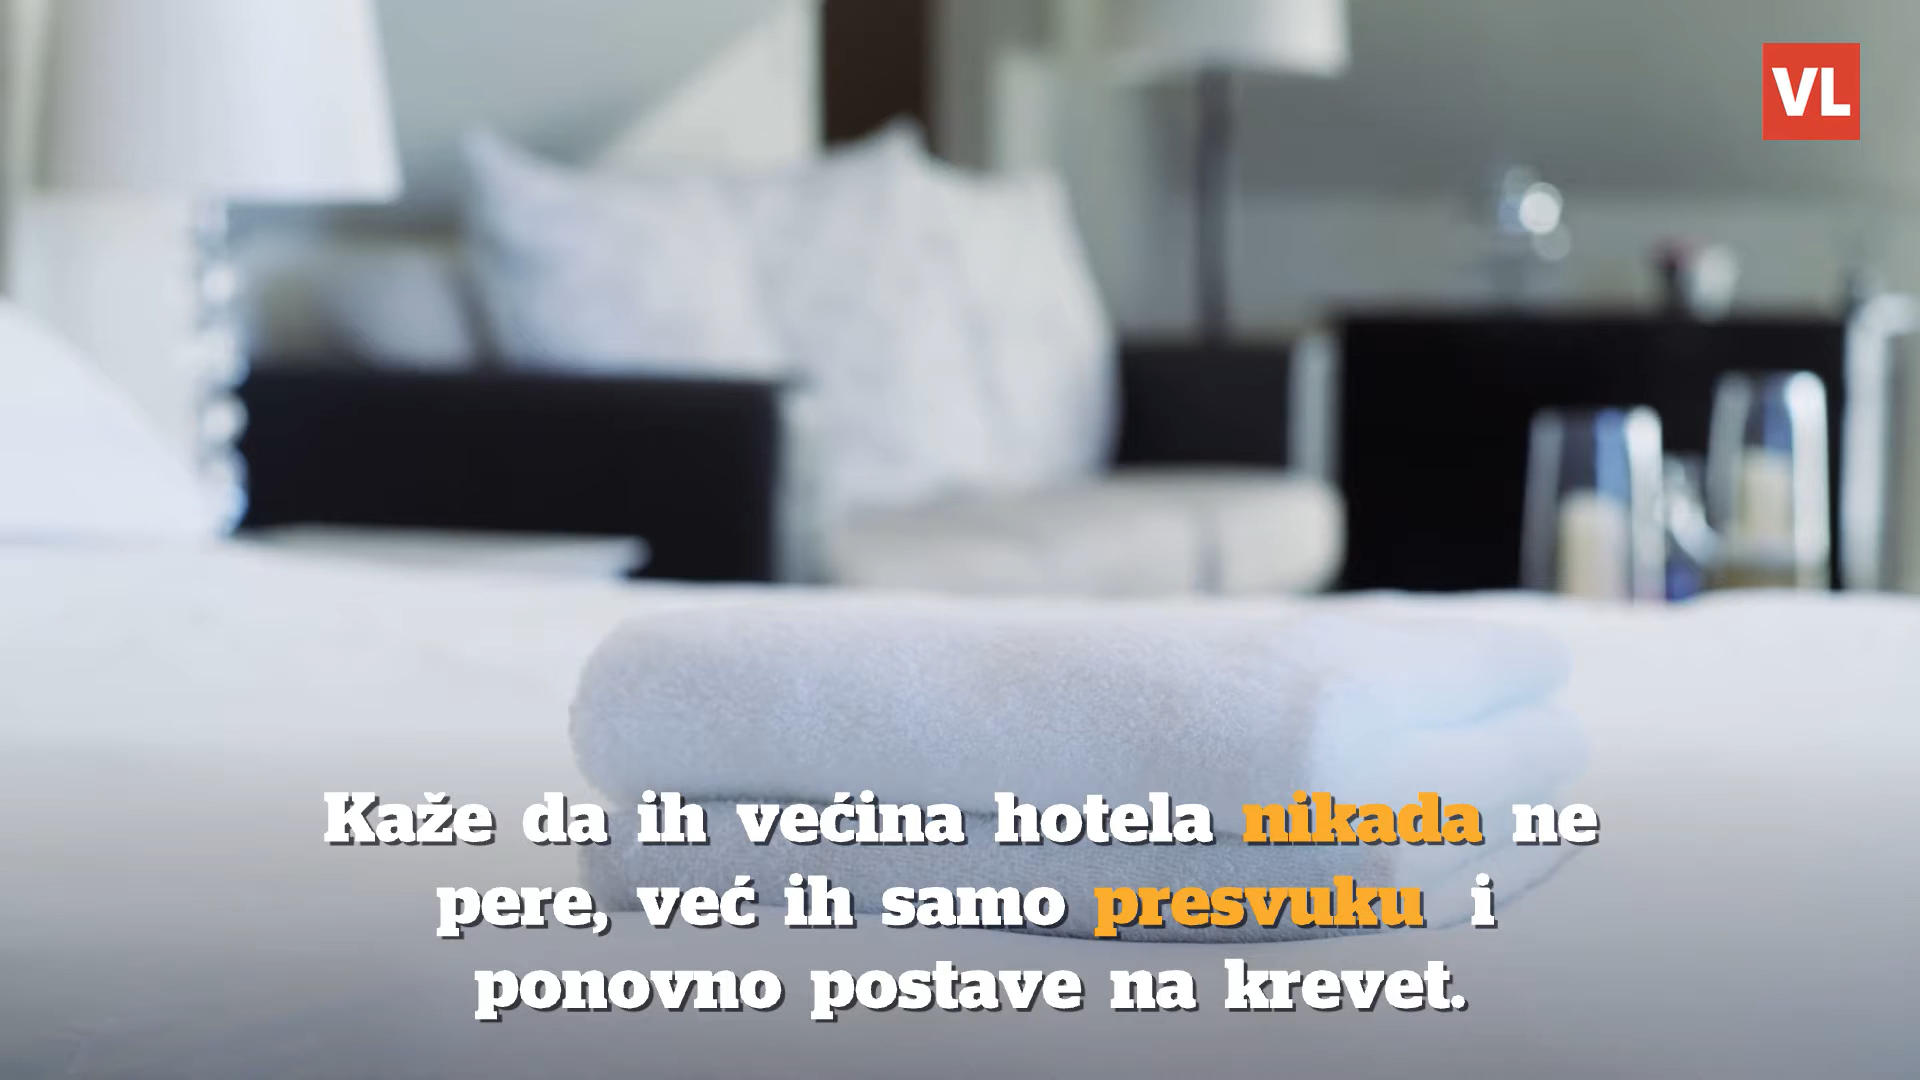 VL
Kaže da ih većina hotela nikada ne
pere, već ih samo presvuku i
ponovno postave na krevet.